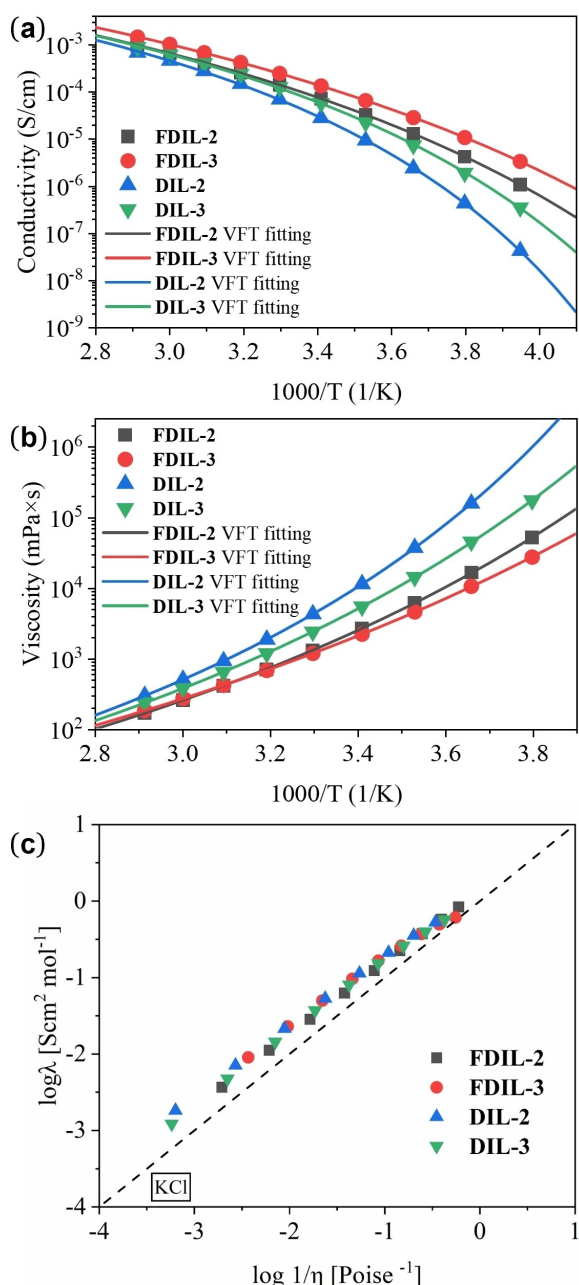 (a)
Conductivity (S/cm)
10⁻³
10⁻⁴
10⁻⁵
10⁻⁶
10⁻⁷
10⁻⁸
10⁻⁹
FDIL-2
FDIL-3
DIL-2
DIL-3
FDIL-2 VFT fitting
FDIL-3 VFT fitting
DIL-2 VFT fitting
DIL-3 VFT fitting
2.8 3.0 3.2 3.4 3.6 3.8 4.0
1000/T (1/K)
(b)
Viscosity (mPa×s)
10⁶
10⁵
10⁴
10³
10²
FDIL-2
FDIL-3
DIL-2
DIL-3
FDIL-2 VFT fitting
FDIL-3 VFT fitting
DIL-2 VFT fitting
DIL-3 VFT fitting
2.8 3.0 3.2 3.4 3.6 3.8
1000/T (1/K)
(c)
logλ [Scm² mol⁻¹]
1
0
-1
-2
-3
-4
FDIL-2
FDIL-3
DIL-2
DIL-3
KCl
-4 -3 -2 -1 0 1
log 1/η [Poise ⁻¹]